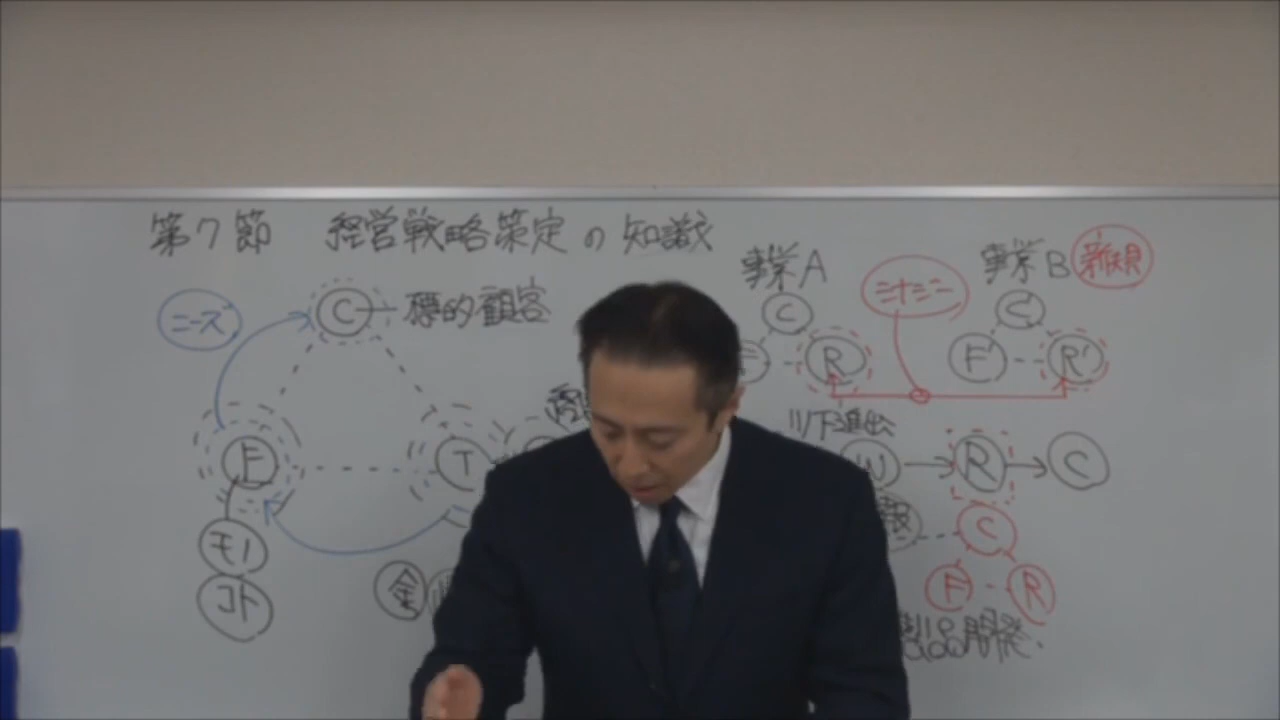 第7節 経営戦略策定の知識
ニーズ
C 標的顧客
F
T
モノ
コト
金
事業A
C
R
シナジー
事業B 新規
C'
F'
R'
川下進出
W
R
C
報
C
F
R
製品開発.